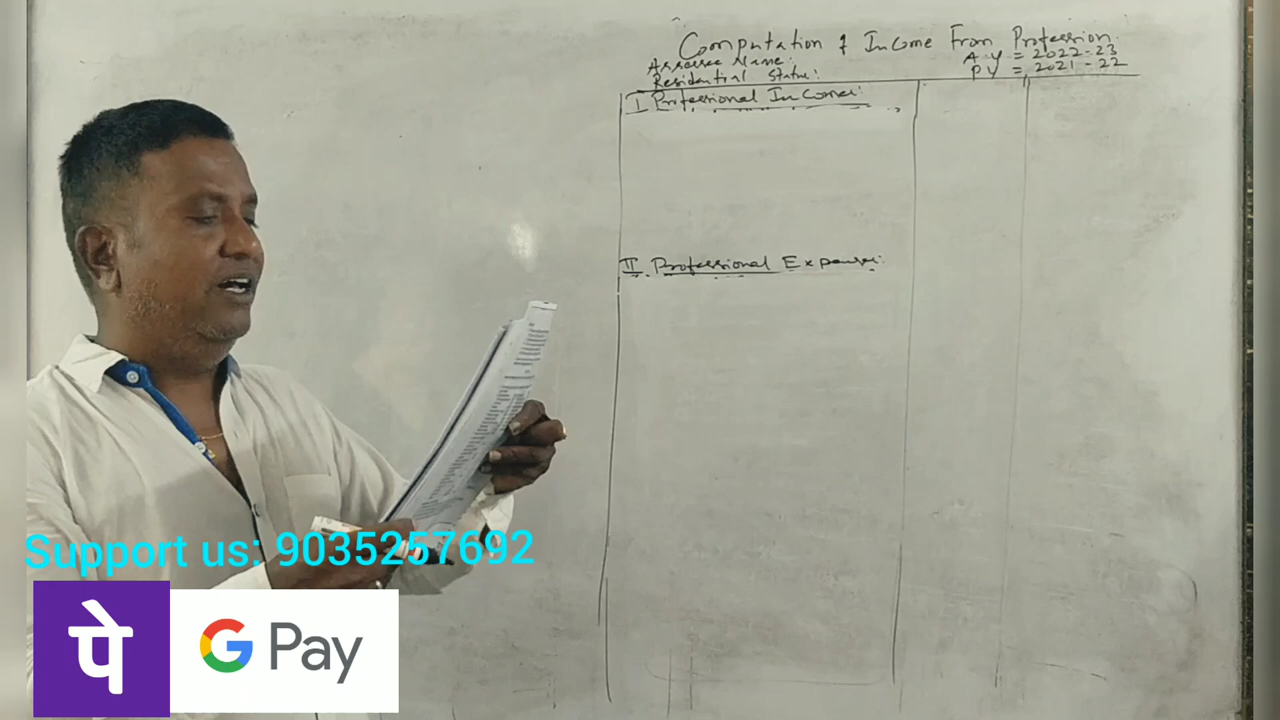 Computation of Income From Profession
Assessee Name:
A.Y = 2022-23
Residential Status:
PY = 2021-22
I Professional Income:
II Professional Expenses:
Support us: 9035257692
पे
G Pay